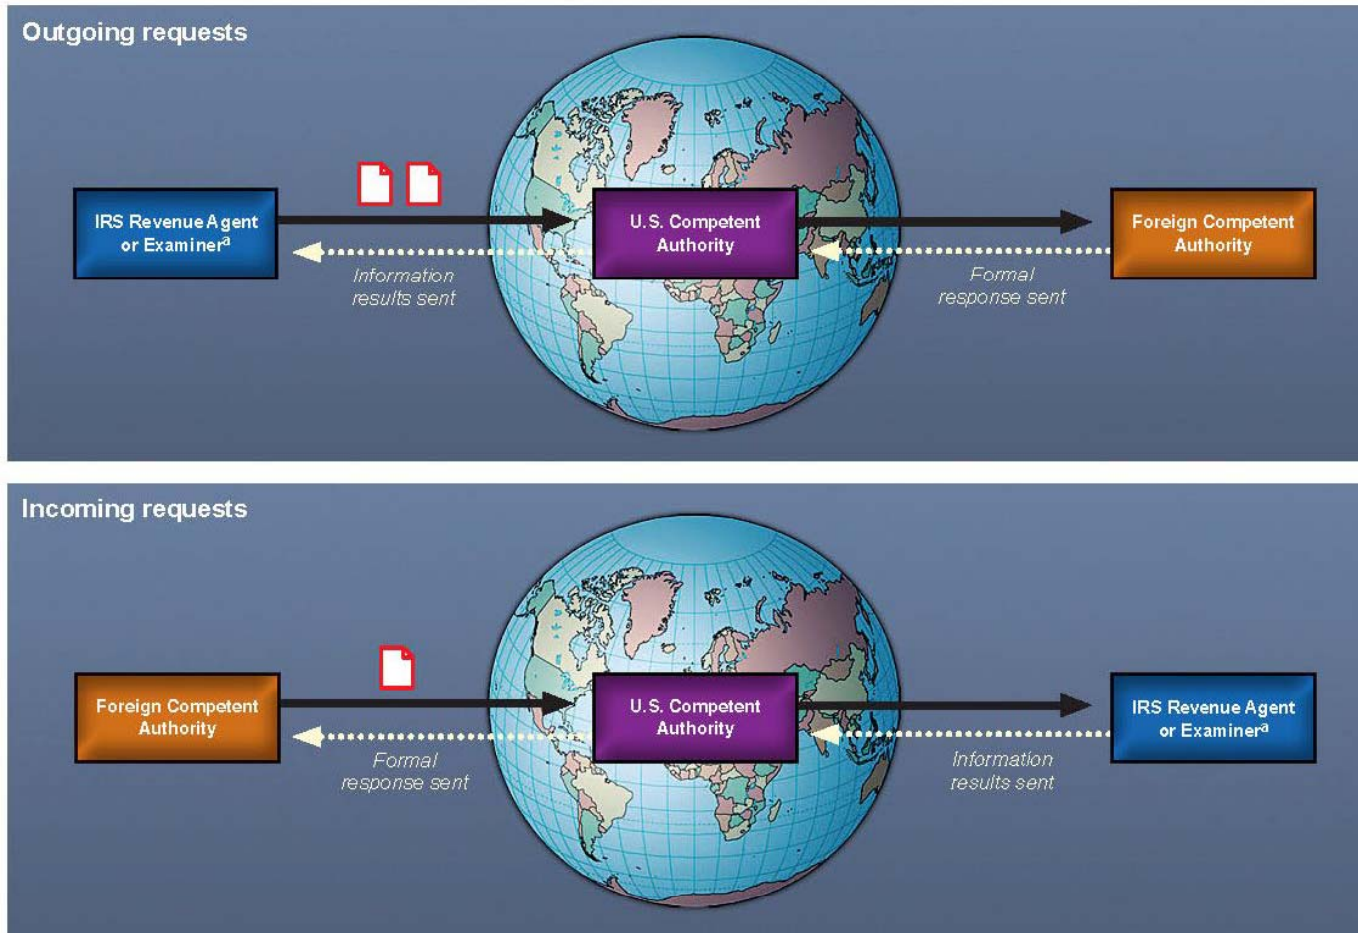 Outgoing requests
IRS Revenue Agent
or Examinerᵃ
U.S. Competent
Authority
Foreign Competent
Authority
Information
results sent
Formal
response sent
Incoming requests
Foreign Competent
Authority
U.S. Competent
Authority
IRS Revenue Agent
or Examinerᵃ
Formal
response sent
Information
results sent